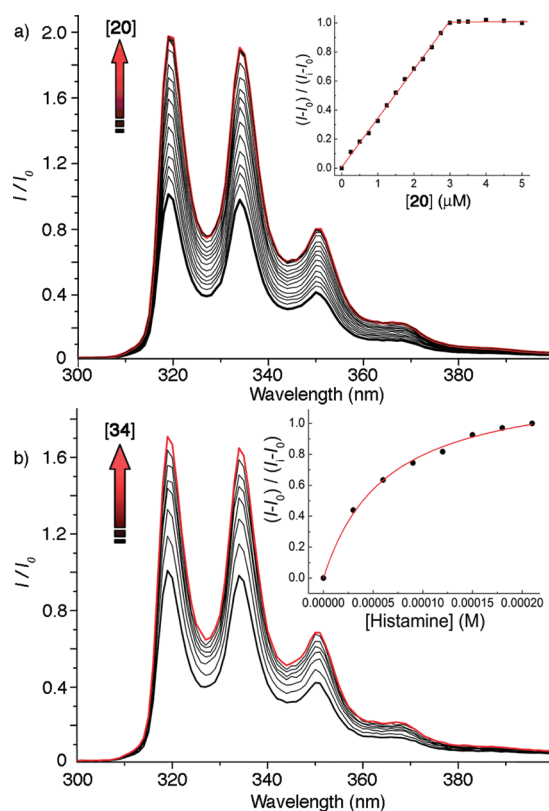 a)
[20]
2.0
1.6
1.2
0.8
0.4
0
I / I0
300 320 340 360 380
Wavelength (nm)
(I-I0) / (Ii-I0)
1.0
0.8
0.6
0.4
0.2
0.0
0 1 2 3 4 5
[20] (μM)
b)
[34]
1.6
1.2
0.8
0.4
0
I / I0
300 320 340 360 380
Wavelength (nm)
(I-I0) / (Ii-I0)
1.0
0.8
0.6
0.4
0.2
0.0
0.00000 0.00005 0.00010 0.00015 0.00020
[Histamine] (M)